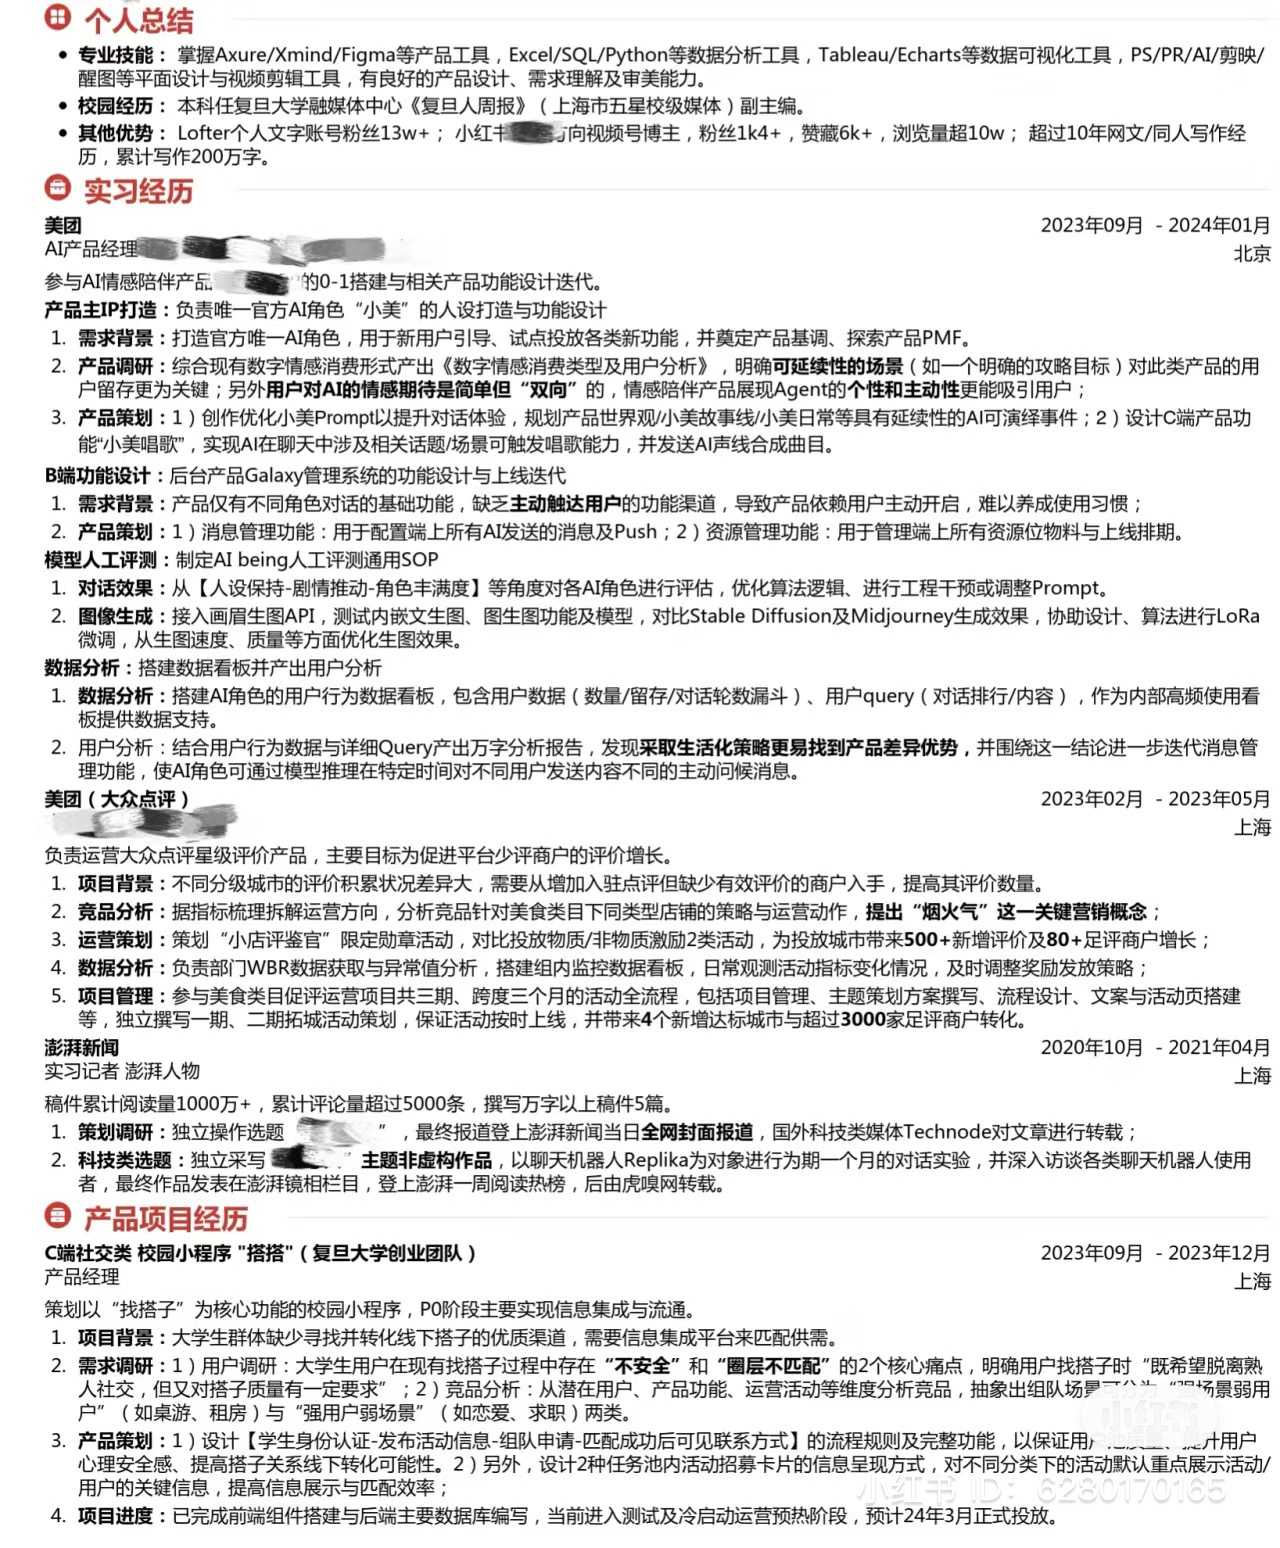 个人总结
专业技能： 掌握Axure/Xmind/Figma等产品工具，Excel/SQL/Python等数据分析工具，Tableau/Echarts等数据可视化工具，PS/PR/AI/剪映/
醒图等平面设计与视频剪辑工具，有良好的产品设计、需求理解及审美能力。
校园经历： 本科任复旦大学融媒体中心《复旦人周报》（上海市五星校级媒体）副主编。
其他优势： Lofter个人文字账号粉丝13w+； 小红书 方向视频号博主，粉丝1k4+，赞藏6k+，浏览量超10w； 超过10年网文/同人写作经
历，累计写作200万字。
实习经历
美团 2023年09月 - 2024年01月
AI产品经理 北京
参与AI情感陪伴产品 的0-1搭建与相关产品功能设计迭代。
产品主IP打造：负责唯一官方AI角色“小美”的人设打造与功能设计
1. 需求背景：打造官方唯一AI角色，用于新用户引导、试点投放各类新功能，并奠定产品基调、探索产品PMF。
2. 产品调研：综合现有数字情感消费形式产出《数字情感消费类型及用户分析》，明确可延续性的场景（如一个明确的攻略目标）对此类产品的用
户留存更为关键；另外用户对AI的情感期待是简单但“双向”的，情感陪伴产品展现Agent的个性和主动性更能吸引用户；
3. 产品策划：1）创作优化小美Prompt以提升对话体验，规划产品世界观/小美故事线/小美日常等具有延续性的AI可演绎事件；2）设计C端产品功
能“小美唱歌”，实现AI在聊天中涉及相关话题/场景可触发唱歌能力，并发送AI声线合成曲目。
B端功能设计：后台产品Galaxy管理系统的功能设计与上线迭代
1. 需求背景：产品仅有不同角色对话的基础功能，缺乏主动触达用户的功能渠道，导致产品依赖用户主动开启，难以养成使用习惯；
2. 产品策划：1）消息管理功能：用于配置端上所有AI发送的消息及Push；2）资源管理功能：用于管理端上所有资源位物料与上线排期。
模型人工评测：制定AI being人工评测通用SOP
1. 对话效果：从【人设保持-剧情推动-角色丰满度】等角度对各AI角色进行评估，优化算法逻辑、进行工程干预或调整Prompt。
2. 图像生成：接入画眉生图API，测试内嵌文生图、图生图功能及模型，对比Stable Diffusion及Midjourney生成效果，协助设计、算法进行LoRa
微调，从生图速度、质量等方面优化生图效果。
数据分析：搭建数据看板并产出用户分析
1. 数据分析：搭建AI角色的用户行为数据看板，包含用户数据（数量/留存/对话轮数漏斗）、用户query（对话排行/内容），作为内部高频使用看
板提供数据支持。
2. 用户分析：结合用户行为数据与详细Query产出万字分析报告，发现采取生活化策略更易找到产品差异优势，并围绕这一结论进一步迭代消息管
理功能，使AI角色可通过模型推理在特定时间对不同用户发送内容不同的主动问候消息。
美团（大众点评） 2023年02月 - 2023年05月
上海
负责运营大众点评星级评价产品，主要目标为促进平台少评商户的评价增长。
1. 项目背景：不同分级城市的评价积累状况差异大，需要从增加入驻点评但缺少有效评价的商户入手，提高其评价数量。
2. 竞品分析：据指标梳理拆解运营方向，分析竞品针对美食类目下同类型店铺的策略与运营动作，提出“烟火气”这一关键营销概念；
3. 运营策划：策划“小店评鉴官”限定勋章活动，对比投放物质/非物质激励2类活动，为投放城市带来500+新增评价及80+足评商户增长；
4. 数据分析：负责部门WBR数据获取与异常值分析，搭建组内监控数据看板，日常观测活动指标变化情况，及时调整奖励发放策略；
5. 项目管理：参与美食类目促评运营项目共三期、跨度三个月的活动全流程，包括项目管理、主题策划方案撰写、流程设计、文案与活动页搭建
等，独立撰写一期、二期拓城活动策划，保证活动按时上线，并带来4个新增达标城市与超过3000家足评商户转化。
澎湃新闻 2020年10月 - 2021年04月
实习记者 澎湃人物 上海
稿件累计阅读量1000万+，累计评论量超过5000条，撰写万字以上稿件5篇。
1. 策划调研：独立操作选题 ”，最终报道登上澎湃新闻当日全网封面报道，国外科技类媒体Technode对文章进行转载；
2. 科技类选题：独立采写 ”主题非虚构作品，以聊天机器人Replika为对象进行为期一个月的对话实验，并深入访谈各类聊天机器人使用
者，最终作品发表在澎湃镜相栏目，登上澎湃一周阅读热榜，后由虎嗅网转载。
产品项目经历
C端社交类 校园小程序 "搭搭"（复旦大学创业团队） 2023年09月 - 2023年12月
产品经理 上海
策划以“找搭子”为核心功能的校园小程序，P0阶段主要实现信息集成与流通。
1. 项目背景：大学生群体缺少寻找并转化线下搭子的优质渠道，需要信息集成平台来匹配供需。
2. 需求调研：1）用户调研：大学生用户在现有找搭子过程中存在“不安全”和“圈层不匹配”的2个核心痛点，明确用户找搭子时“既希望脱离熟
人社交，但又对搭子质量有一定要求”；2）竞品分析：从潜在用户、产品功能、运营活动等维度分析竞品，抽象出组队场景可分为“强场景弱用
户”（如桌游、租房）与“强用户弱场景”（如恋爱、求职）两类。
3. 产品策划：1）设计【学生身份认证-发布活动信息-组队申请-匹配成功后可见联系方式】的流程规则及完整功能，以保证用户 提升用户
心理安全感、提高搭子关系线下转化可能性。2）另外，设计2种任务池内活动招募卡片的信息呈现方式，对不同分类下的活动默认重点展示活动/
用户的关键信息，提高信息展示与匹配效率；
4. 项目进度：已完成前端组件搭建与后端主要数据库编写，当前进入测试及冷启动运营预热阶段，预计24年3月正式投放。
小红书
小红书 ID：6280170165